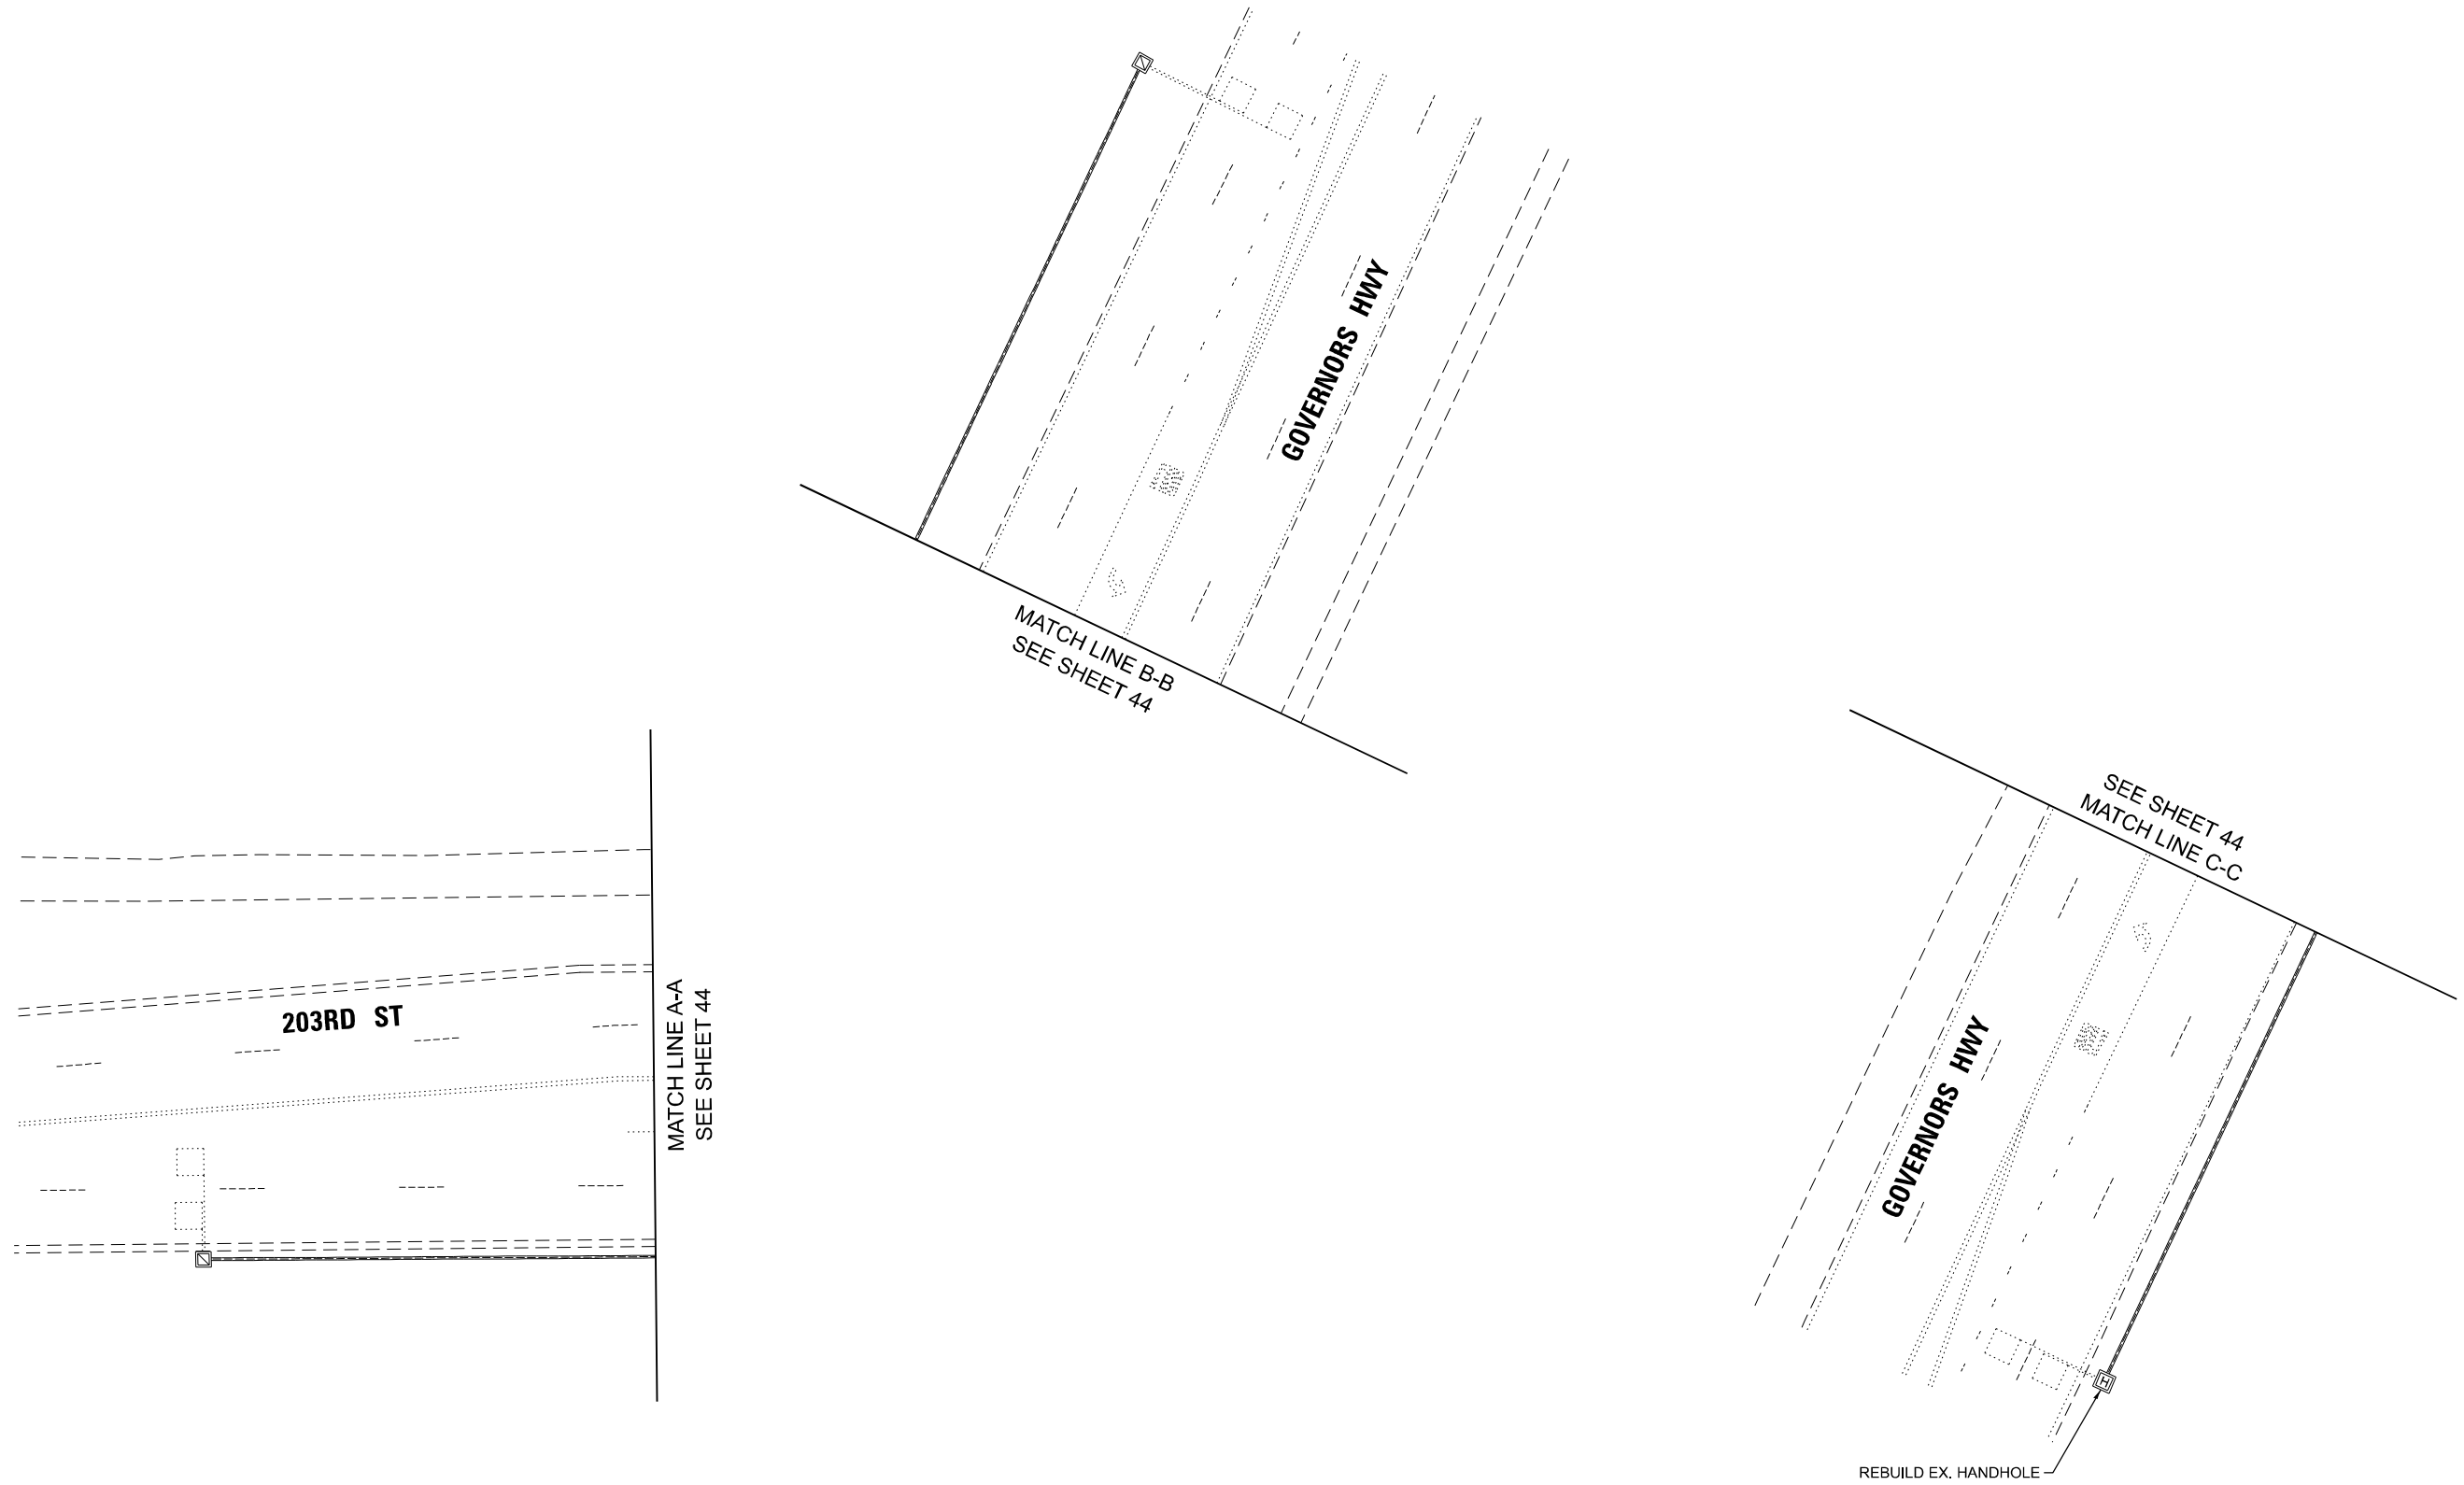 GOVERNORS HWY
MATCH LINE B-B
SEE SHEET 44
203RD ST
MATCH LINE A-A
SEE SHEET 44
SEE SHEET 44
MATCH LINE C-C
GOVERNORS HWY
H
REBUILD EX. HANDHOLE